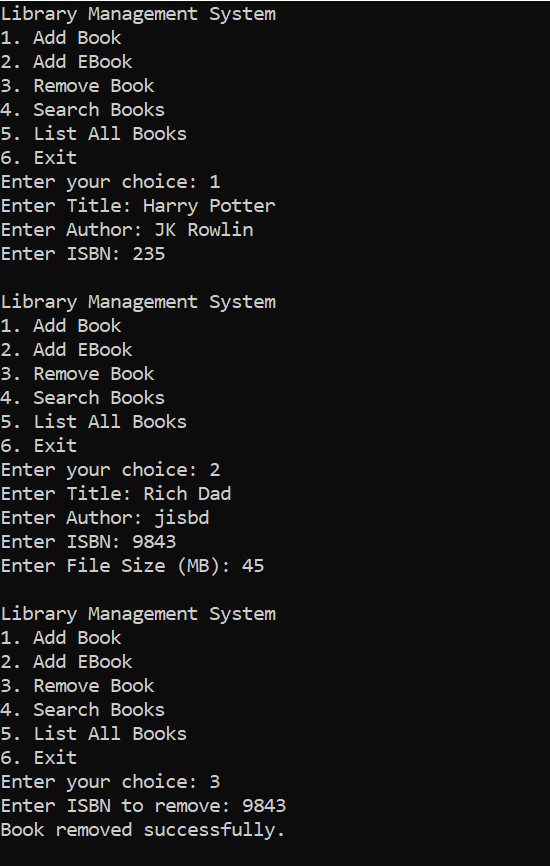 Library Management System
1. Add Book
2. Add EBook
3. Remove Book
4. Search Books
5. List All Books
6. Exit
Enter your choice: 1
Enter Title: Harry Potter
Enter Author: JK Rowlin
Enter ISBN: 235
Library Management System
1. Add Book
2. Add EBook
3. Remove Book
4. Search Books
5. List All Books
6. Exit
Enter your choice: 2
Enter Title: Rich Dad
Enter Author: jisbd
Enter ISBN: 9843
Enter File Size (MB): 45
Library Management System
1. Add Book
2. Add EBook
3. Remove Book
4. Search Books
5. List All Books
6. Exit
Enter your choice: 3
Enter ISBN to remove: 9843
Book removed successfully.